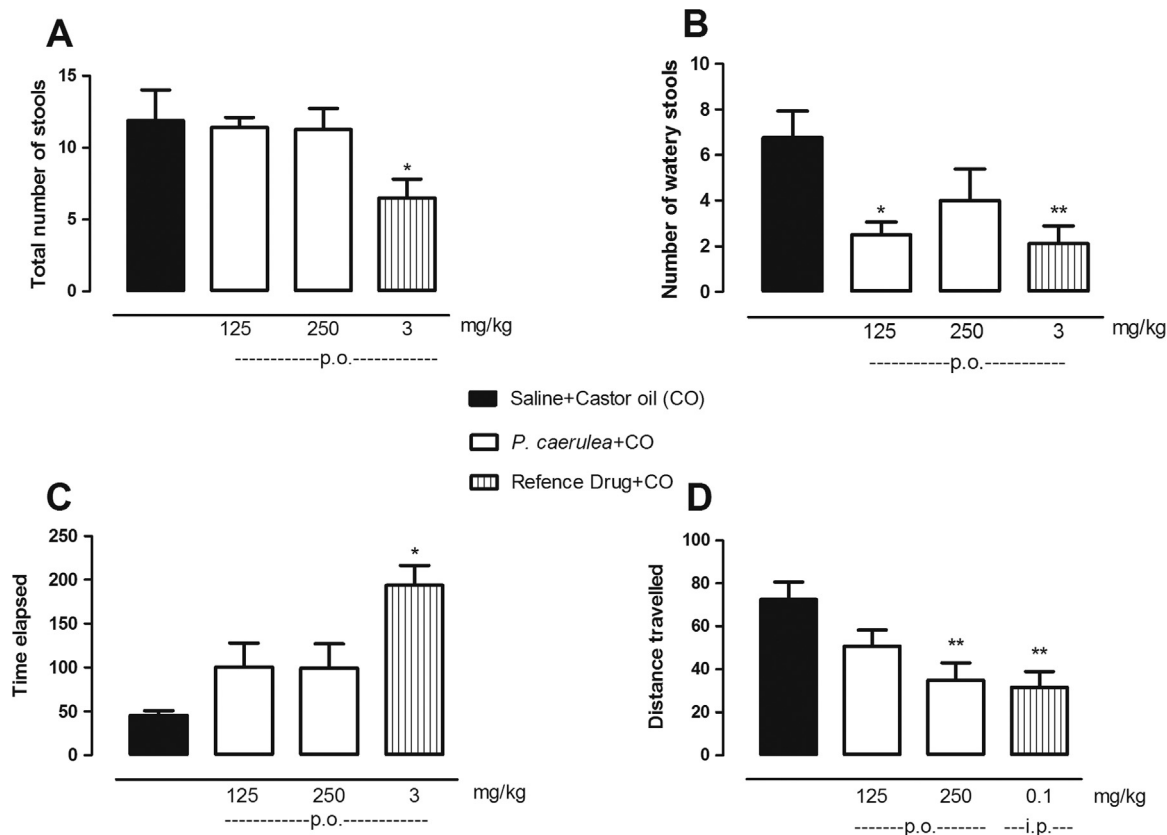 A
Total number of stools
15
10
5
0
*
125 250 3 mg/kg
------------p.o.--------------
B
Number of watery stools
10
8
6
4
2
0
* **
125 250 3 mg/kg
------------p.o.------------
Saline+Castor oil (CO)
P. caerulea+CO
Refence Drug+CO
C
Time elapsed
250
200
150
100
50
0
*
125 250 3 mg/kg
------------p.o.--------------
D
Distance travelled
100
80
60
40
20
0
** **
125 250 0.1 mg/kg
-------p.o.------- ---i.p.---